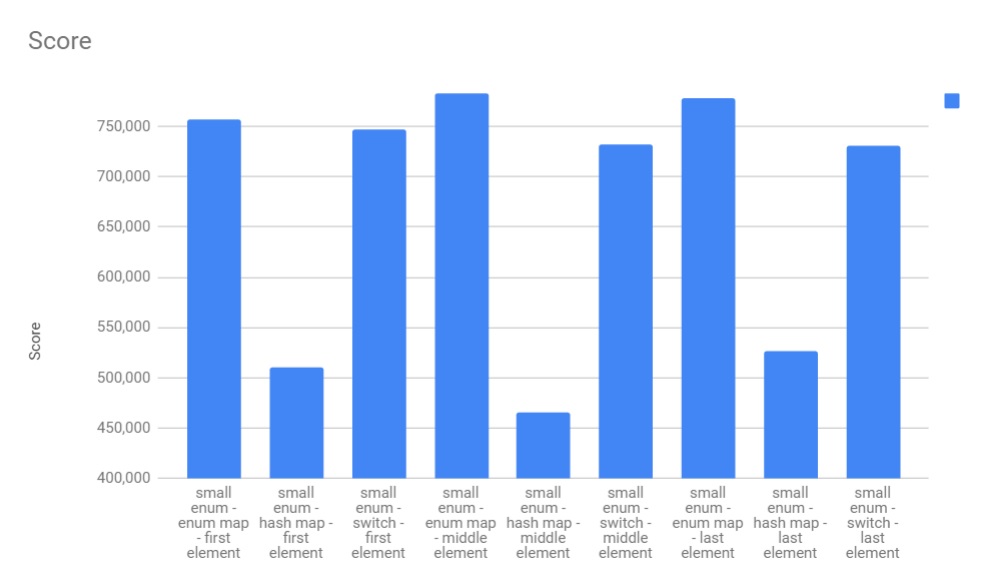 Score
750,000
700,000
650,000
600,000
550,000
500,000
450,000
400,000
Score
small
enum -
enum map
- first
element
small
enum -
hash map -
first
element
small
enum -
switch -
first
element
small
enum -
enum map
- middle
element
small
enum -
hash map -
middle
element
small
enum -
switch -
middle
element
small
enum -
enum map
- last
element
small
enum -
hash map -
last
element
small
enum -
switch -
last
element